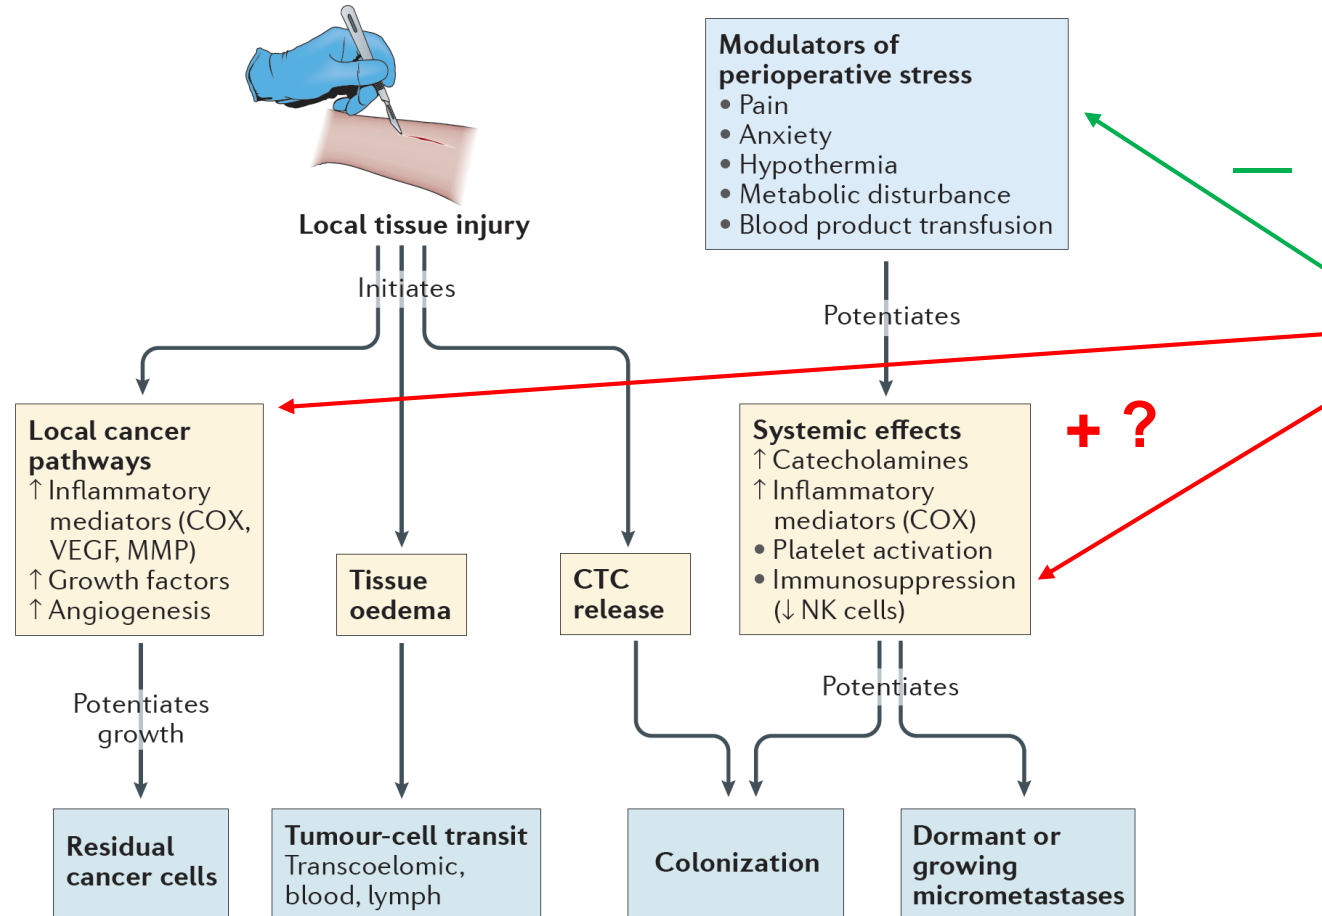 Modulators of
perioperative stress
• Pain
• Anxiety
• Hypothermia
• Metabolic disturbance
• Blood product transfusion
—
Local tissue injury
Initiates
Potentiates
Local cancer
pathways
↑ Inflammatory
mediators (COX,
VEGF, MMP)
↑ Growth factors
↑ Angiogenesis
Tissue
oedema
CTC
release
Systemic effects
↑ Catecholamines
↑ Inflammatory
mediators (COX)
• Platelet activation
• Immunosuppression
(↓ NK cells)
+ ?
Potentiates
growth
Potentiates
Residual
cancer cells
Tumour-cell transit
Transcoelomic,
blood, lymph
Colonization
Dormant or
growing
micrometastases